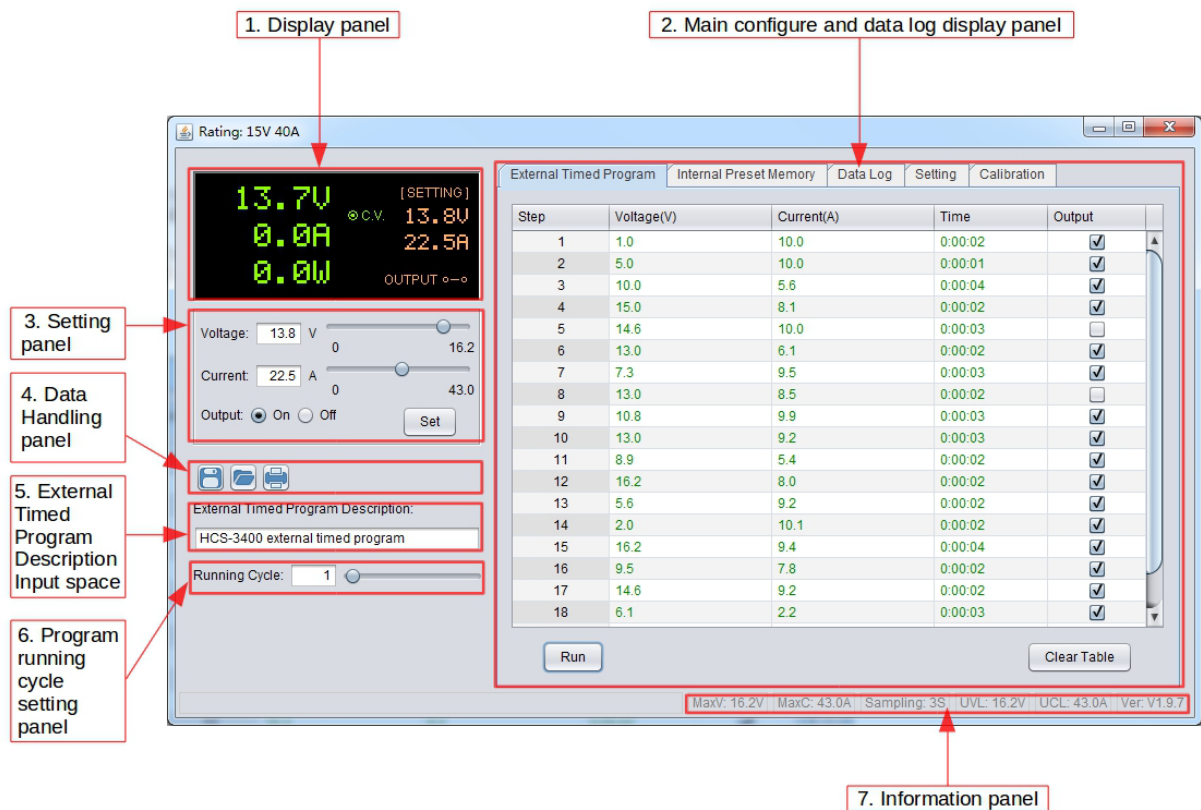 1. Display panel
2. Main configure and data log display panel
Rating: 15V 40A
13.7V
0.0A
0.0W
C.V.
[SETTING]
13.8V
22.5A
OUTPUT
3. Setting
panel
Voltage: 13.8 V
0 16.2
Current: 22.5 A
0 43.0
Output: On Off
Set
4. Data
Handling
panel
5. External
Timed
Program
Description
Input space
External Timed Program Description:
HCS-3400 external timed program
6. Program
running
cycle
setting
panel
Running Cycle: 1
External Timed Program Internal Preset Memory Data Log Setting Calibration
Step Voltage(V) Current(A) Time Output
1 1.0 10.0 0:00:02
2 5.0 10.0 0:00:01
3 10.0 5.6 0:00:04
4 15.0 8.1 0:00:02
5 14.6 10.0 0:00:03
6 13.0 6.1 0:00:02
7 7.3 9.5 0:00:03
8 13.0 8.5 0:00:02
9 10.8 9.9 0:00:03
10 13.0 9.2 0:00:03
11 8.9 5.4 0:00:02
12 16.2 8.0 0:00:02
13 5.6 9.2 0:00:02
14 2.0 10.1 0:00:02
15 16.2 9.4 0:00:04
16 9.5 7.8 0:00:02
17 14.6 9.2 0:00:02
18 6.1 2.2 0:00:03
Run
Clear Table
MaxV: 16.2V MaxC: 43.0A Sampling: 3S UVL: 16.2V UCL: 43.0A Ver: V1.9.7
7. Information panel